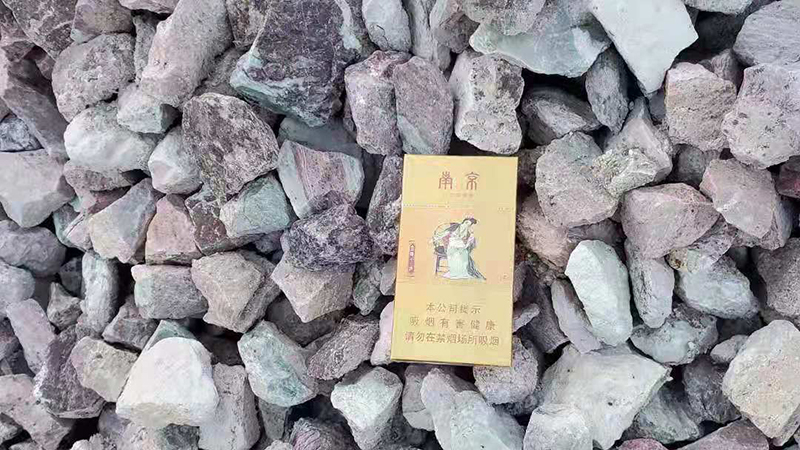 南京
本公司提示
吸烟有害健康
请勿在禁烟场所吸烟